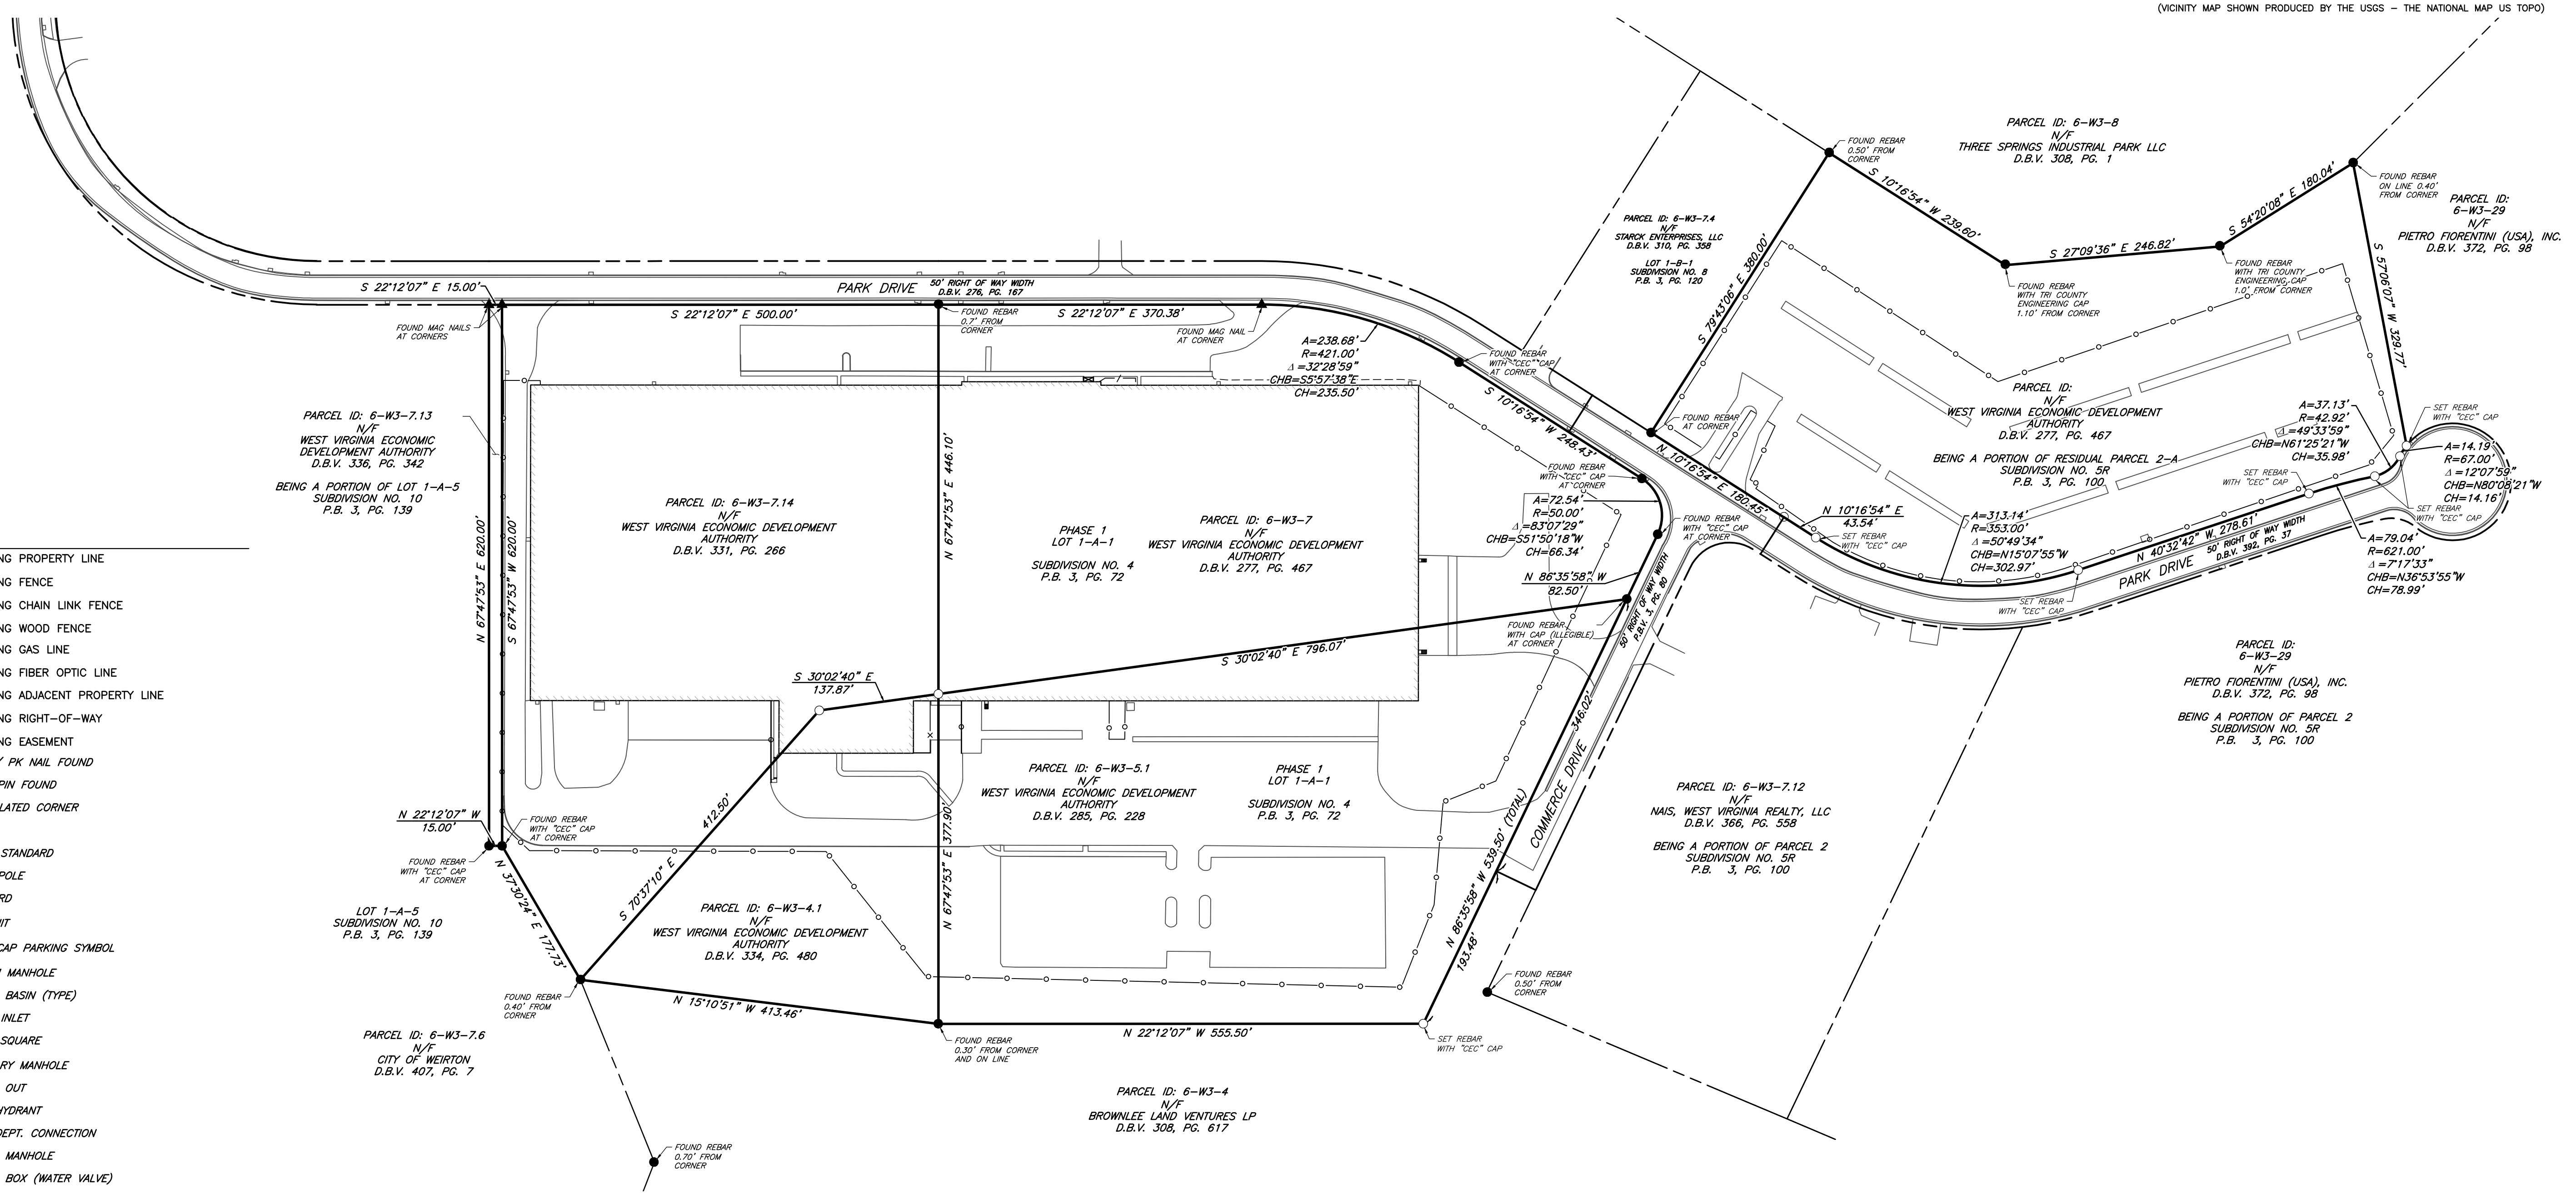 (VICINITY MAP SHOWN PRODUCED BY THE USGS – THE NATIONAL MAP US TOPO)
PARCEL ID: 6–W3–8
N/F
THREE SPRINGS INDUSTRIAL PARK LLC
D.B.V. 308, PG. 1
FOUND REBAR
0.50' FROM
CORNER
S 10°16'54" W 239.60'
S 27°09'36" E 246.82'
S 54°20'08" E 180.04'
FOUND REBAR
ON LINE 0.40'
FROM CORNER
PARCEL ID:
6–W3–29
N/F
PIETRO FIORENTINI (USA), INC.
D.B.V. 372, PG. 98
S 57°06'07" W 329.77'
FOUND REBAR
WITH TRI COUNTY
ENGINEERING CAP
1.0' FROM CORNER
FOUND REBAR
WITH TRI COUNTY
ENGINEERING CAP
1.10' FROM CORNER
PARCEL ID: 6–W3–7.4
N/F
STARCK ENTERPRISES, LLC
D.B.V. 310, PG. 358
LOT 1–B–1
SUBDIVISION NO. 8
P.B. 3, PG. 120
S 79°43'06" E 380.00'
S 22°12'07" E 15.00'
PARK DRIVE
50' RIGHT OF WAY WIDTH
D.B.V. 276, PG. 167
FOUND MAG NAILS
AT CORNERS
S 22°12'07" E 500.00'
FOUND REBAR
0.7' FROM
CORNER
S 22°12'07" E 370.38'
FOUND MAG NAIL
AT CORNER
A=238.68'
R=421.00'
Δ=32°28'59"
CHB=S5°57'38"E
CH=235.50'
FOUND REBAR
WITH "CEC" CAP
AT CORNER
S 10°16'54" W 248.43'
FOUND REBAR
AT CORNER
N 10°16'54" E 180.45'
PARCEL ID:
N/F
WEST VIRGINIA ECONOMIC DEVELOPMENT
AUTHORITY
D.B.V. 277, PG. 467
BEING A PORTION OF RESIDUAL PARCEL 2–A
SUBDIVISION NO. 5R
P.B. 3, PG. 100
A=37.13'
R=42.92'
Δ=49°33'59"
CHB=N61°25'21"W
CH=35.98'
SET REBAR
WITH "CEC" CAP
A=14.19'
R=67.00'
Δ=12°07'59"
CHB=N80°08'21"W
CH=14.16'
SET REBAR
WITH "CEC" CAP
SET REBAR
WITH "CEC" CAP
A=79.04'
R=621.00'
Δ=7°17'33"
CHB=N36°53'55"W
CH=78.99'
N 40°32'42" W 278.61'
50' RIGHT OF WAY WIDTH
D.B.V. 392, PG. 37
PARK DRIVE
N 10°16'54" E
43.54'
SET REBAR
WITH "CEC" CAP
A=313.14'
R=353.00'
Δ=50°49'34"
CHB=N15°07'55"W
CH=302.97'
SET REBAR
WITH "CEC" CAP
PARCEL ID: 6–W3–7.13
N/F
WEST VIRGINIA ECONOMIC
DEVELOPMENT AUTHORITY
D.B.V. 336, PG. 342
BEING A PORTION OF LOT 1–A–5
SUBDIVISION NO. 10
P.B. 3, PG. 139
N 67°47'53" E 620.00'
S 67°47'53" W 620.00'
PARCEL ID: 6–W3–7.14
N/F
WEST VIRGINIA ECONOMIC DEVELOPMENT
AUTHORITY
D.B.V. 331, PG. 266
N 67°47'53" E 446.10'
PHASE 1
LOT 1–A–1
SUBDIVISION NO. 4
P.B. 3, PG. 72
PARCEL ID: 6–W3–7
N/F
WEST VIRGINIA ECONOMIC DEVELOPMENT
AUTHORITY
D.B.V. 277, PG. 467
FOUND REBAR
WITH "CEC" CAP
AT CORNER
A=72.54'
R=50.00'
Δ=83°07'29"
CHB=S51°50'18"W
CH=66.34'
FOUND REBAR
WITH "CEC" CAP
AT CORNER
N 86°35'58" W
82.50'
50' RIGHT OF WAY WIDTH
P.B.V. 3, PG. 80
FOUND REBAR
WITH CAP (ILLEGIBLE)
AT CORNER
S 30°02'40" E 796.07'
S 30°02'40" E
137.87'
NG PROPERTY LINE
NG FENCE
NG CHAIN LINK FENCE
NG WOOD FENCE
NG GAS LINE
NG FIBER OPTIC LINE
NG ADJACENT PROPERTY LINE
NG RIGHT–OF–WAY
NG EASEMENT
/ PK NAIL FOUND
PIN FOUND
LATED CORNER
STANDARD
POLE
RD
IT
CAP PARKING SYMBOL
MANHOLE
BASIN (TYPE)
INLET
SQUARE
RY MANHOLE
OUT
HYDRANT
DEPT. CONNECTION
MANHOLE
BOX (WATER VALVE)
PARCEL ID:
6–W3–29
N/F
PIETRO FIORENTINI (USA), INC.
D.B.V. 372, PG. 98
BEING A PORTION OF PARCEL 2
SUBDIVISION NO. 5R
P.B. 3, PG. 100
N 22°12'07" W
15.00'
FOUND REBAR
WITH "CEC" CAP
AT CORNER
FOUND REBAR
WITH "CEC" CAP
AT CORNER
N 37°30'24" E 177.73'
S 70°37'10" E
412.50'
N 67°47'53" E 377.90'
PARCEL ID: 6–W3–5.1
N/F
WEST VIRGINIA ECONOMIC DEVELOPMENT
AUTHORITY
D.B.V. 285, PG. 228
PHASE 1
LOT 1–A–1
SUBDIVISION NO. 4
P.B. 3, PG. 72
346.02'
COMMERCE DRIVE
N 86°35'58" W 539.50' (TOTAL)
193.48'
PARCEL ID: 6–W3–7.12
N/F
NAIS, WEST VIRGINIA REALTY, LLC
D.B.V. 366, PG. 558
BEING A PORTION OF PARCEL 2
SUBDIVISION NO. 5R
P.B. 3, PG. 100
LOT 1–A–5
SUBDIVISION NO. 10
P.B. 3, PG. 139
PARCEL ID: 6–W3–4.1
N/F
WEST VIRGINIA ECONOMIC DEVELOPMENT
AUTHORITY
D.B.V. 334, PG. 480
FOUND REBAR
0.40' FROM
CORNER
N 15°10'51" W 413.46'
FOUND REBAR
0.30' FROM CORNER
AND ON LINE
N 22°12'07" W 555.50'
SET REBAR
WITH "CEC" CAP
FOUND REBAR
0.50' FROM
CORNER
PARCEL ID: 6–W3–7.6
N/F
CITY OF WEIRTON
D.B.V. 407, PG. 7
PARCEL ID: 6–W3–4
N/F
BROWNLEE LAND VENTURES LP
D.B.V. 308, PG. 617
FOUND REBAR
0.70' FROM
CORNER